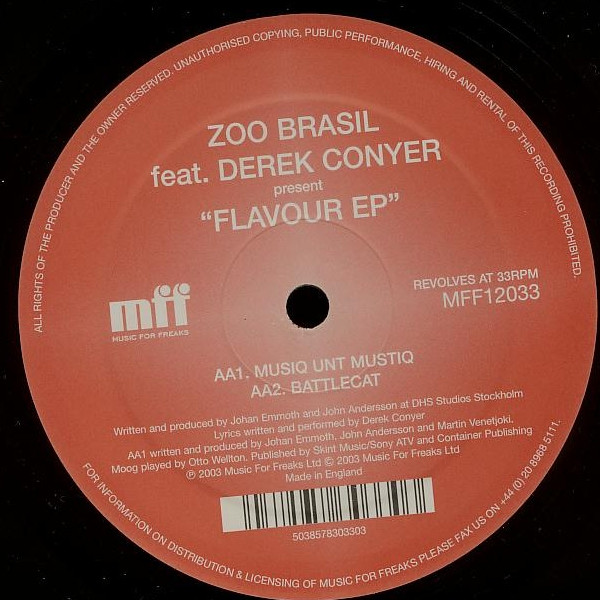 ALL RIGHTS OF THE PRODUCER AND THE OWNER RESERVED. UNAUTHORISED COPYING, PUBLIC PERFORMANCE, HIRING AND RENTAL OF THIS RECORDING PROHIBITED.
ZOO BRASIL
feat. DEREK CONYER
present
“FLAVOUR EP”
mff
MUSIC FOR FREAKS
REVOLVES AT 33RPM
MFF12033
AA1. MUSIQ UNT MUSTIQ
AA2. BATTLECAT
Written and produced by Johan Emmoth and John Andersson at DHS Studios Stockholm
Lyrics written and performed by Derek Conyer
AA1 written and produced by Johan Emmoth, John Andersson and Martin Venetjoki.
Moog played by Otto Wellton. Published by Skint Music/Sony ATV and Container Publishing
℗ 2003 Music For Freaks Ltd © 2003 Music For Freaks Ltd
Made in England
5038578303303
FOR INFORMATION ON DISTRIBUTION & LICENSING OF MUSIC FOR FREAKS PLEASE FAX US ON +44 (0) 20 8968 5111.